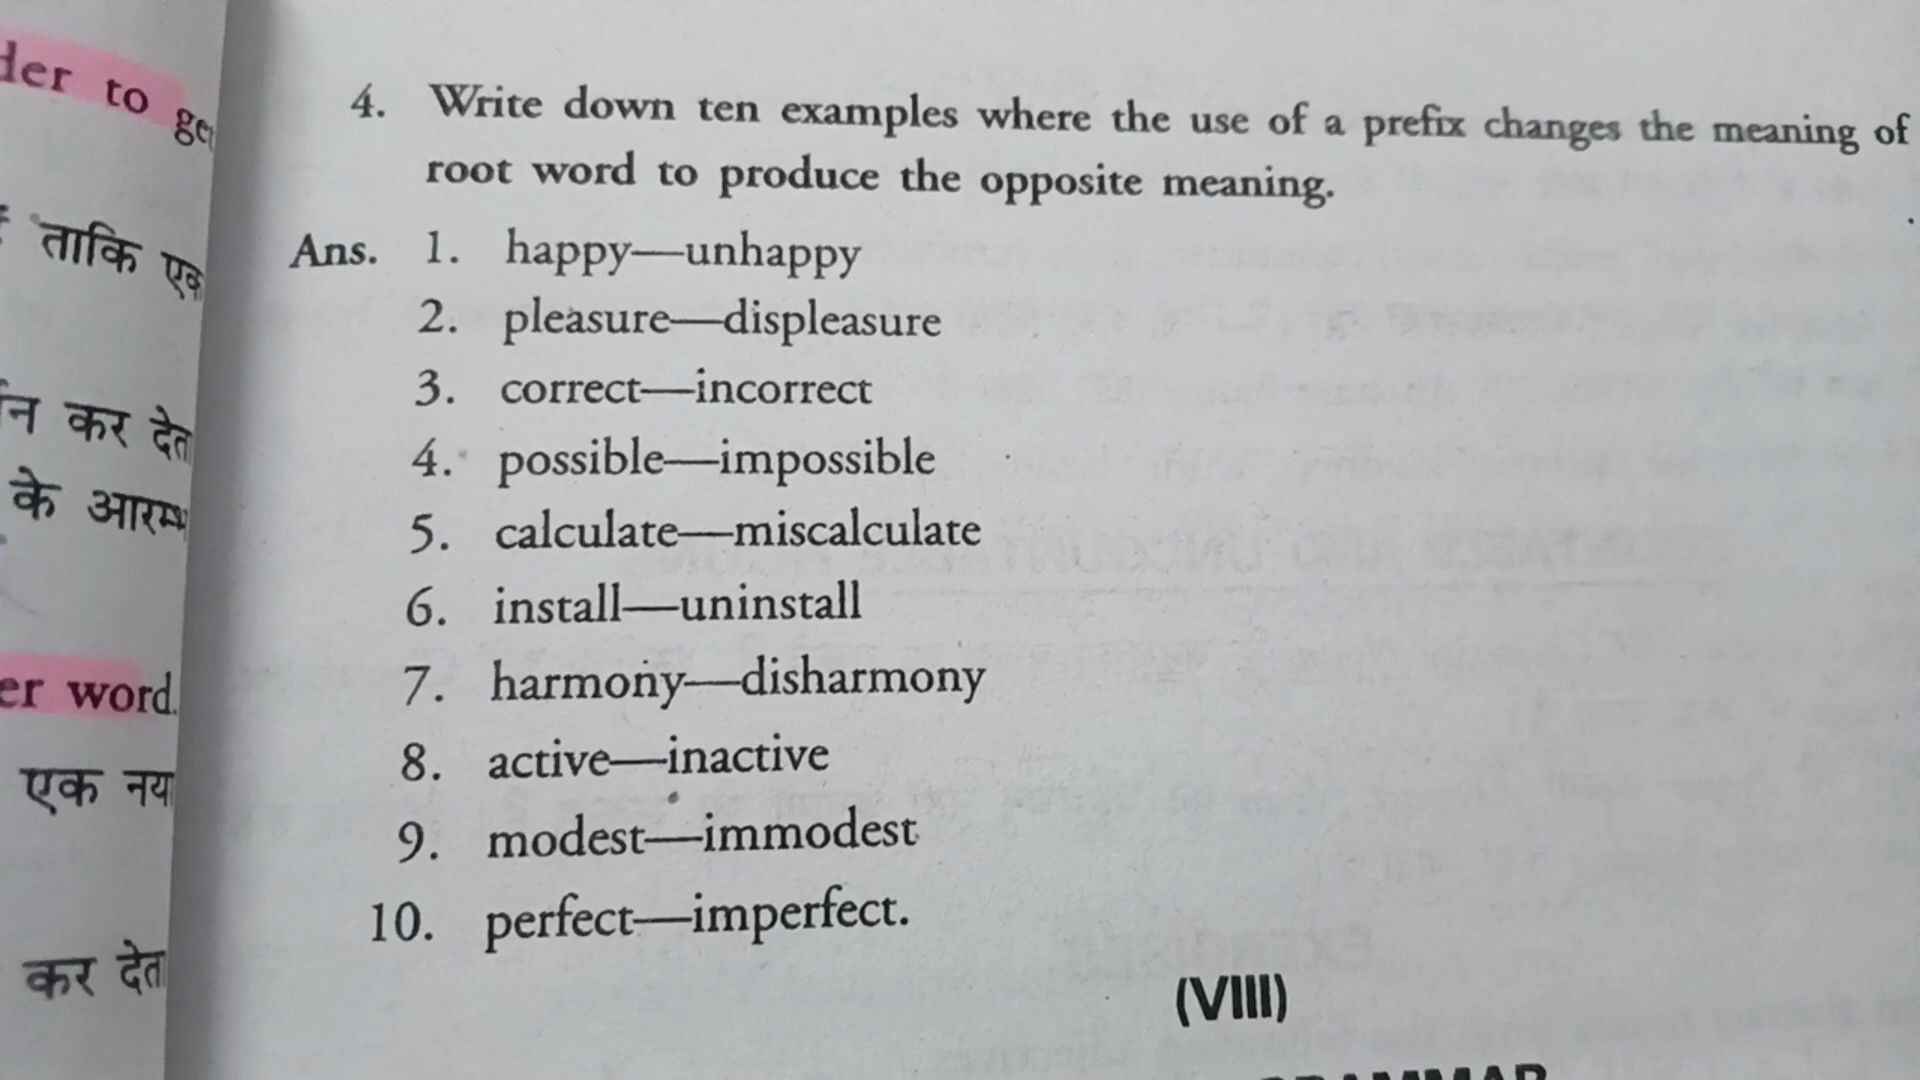 der to
ताकि एक
न कर देता
के आरम्भ
er word.
एक नया
कर देता
4. Write down ten examples where the use of a prefix changes the meaning of
root word to produce the opposite meaning.
Ans. 1. happy—unhappy
2. pleasure—displeasure
3. correct—incorrect
4. possible—impossible
5. calculate—miscalculate
6. install—uninstall
7. harmony—disharmony
8. active—inactive
9. modest—immodest
10. perfect—imperfect.
(VIII)